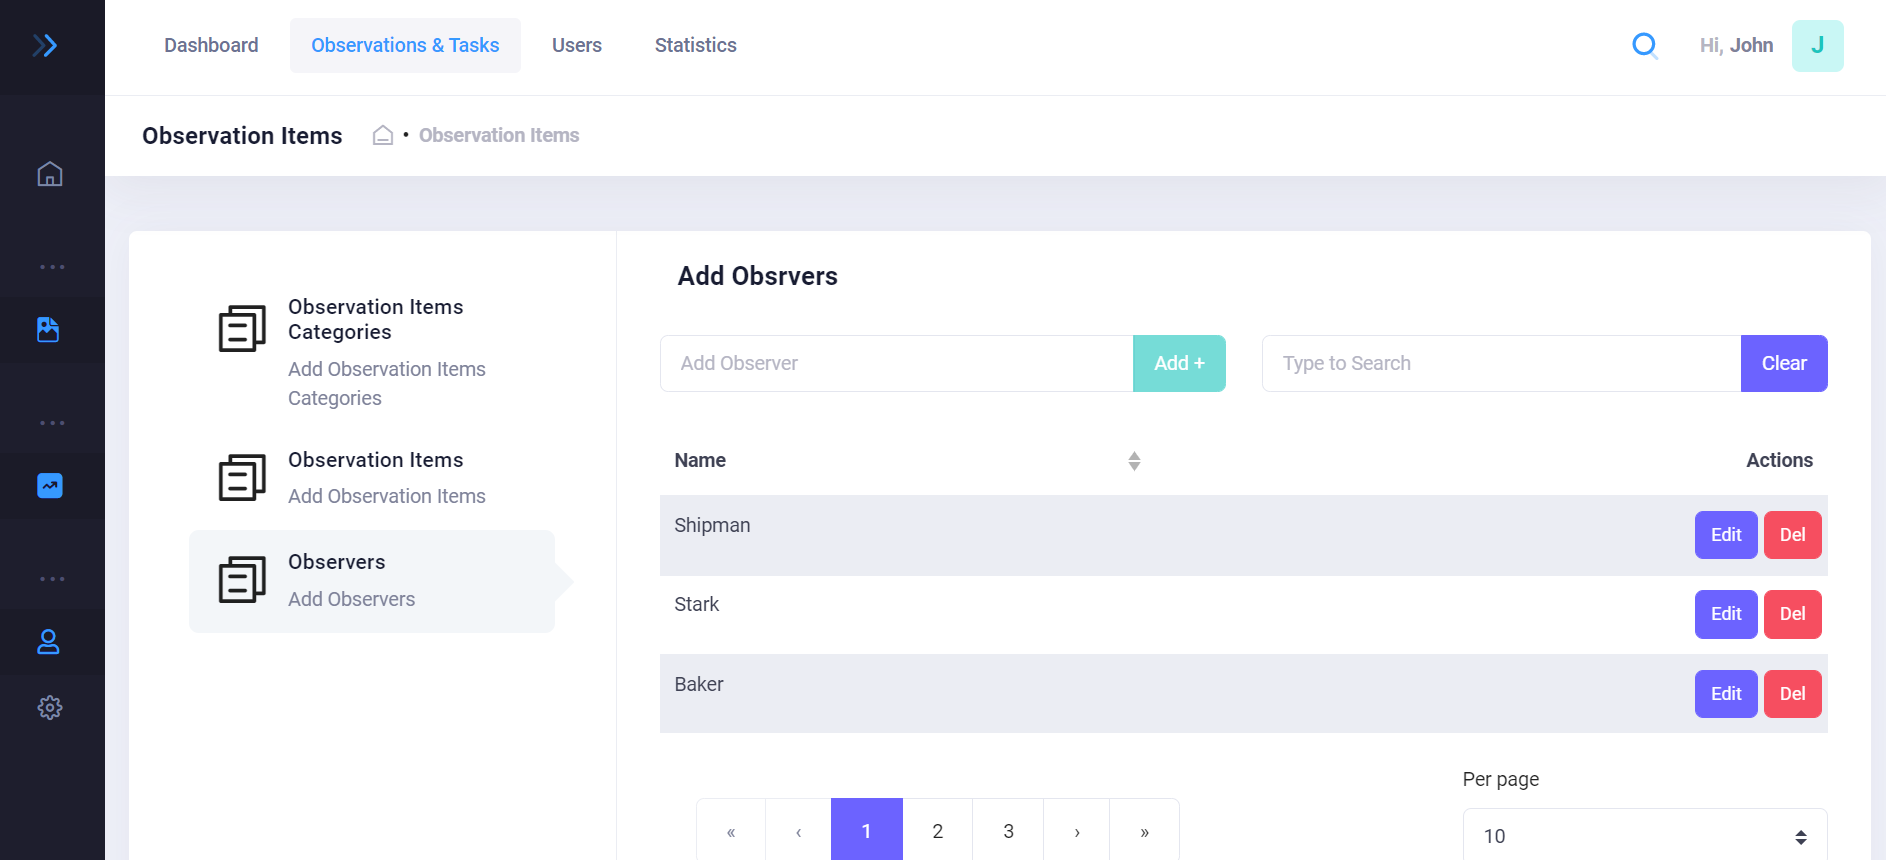 Dashboard
Observations & Tasks
Users
Statistics
Hi, John
J
Observation Items
• Observation Items
Observation Items
Categories
Add Observation Items
Categories
Observation Items
Add Observation Items
Observers
Add Observers
Add Obsrvers
Add Observer
Add +
Type to Search
Clear
Name
Actions
Shipman
Edit
Del
Stark
Edit
Del
Baker
Edit
Del
Per page
« ‹ 1 2 3 › »
10